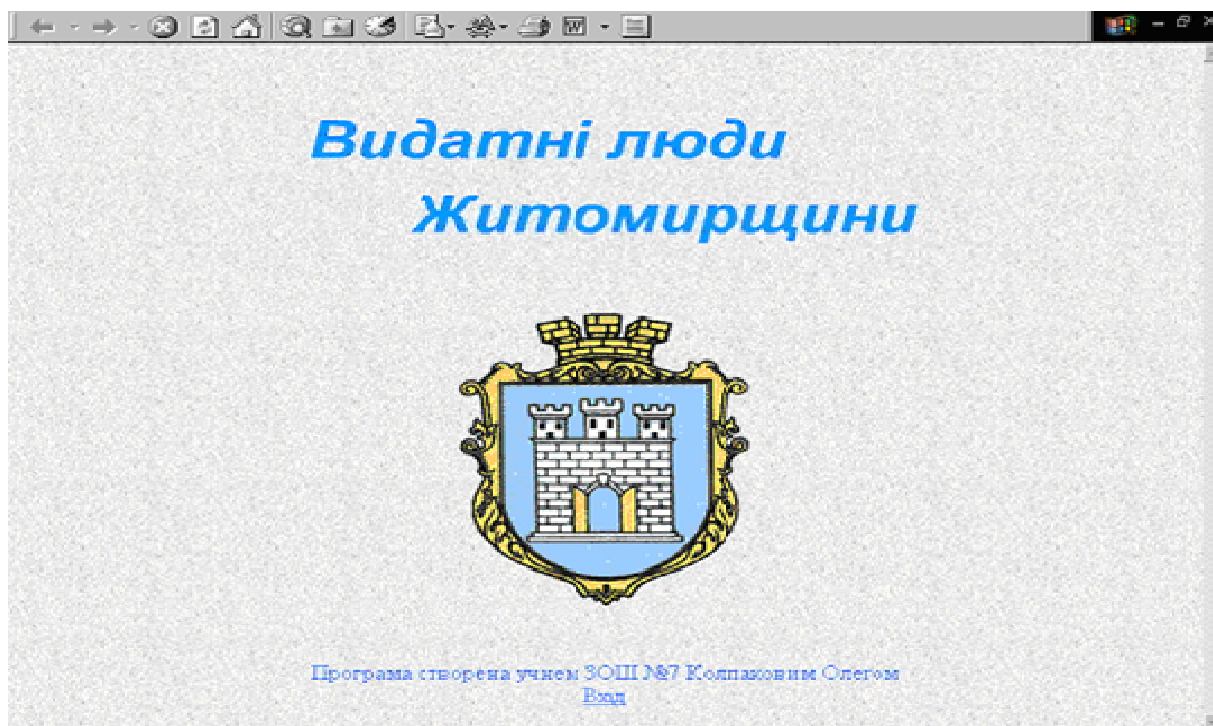 Видатні люди
Житомирщини
Програма створена учнем ЗОШ №7 Колпаковим Олегом
Вхід